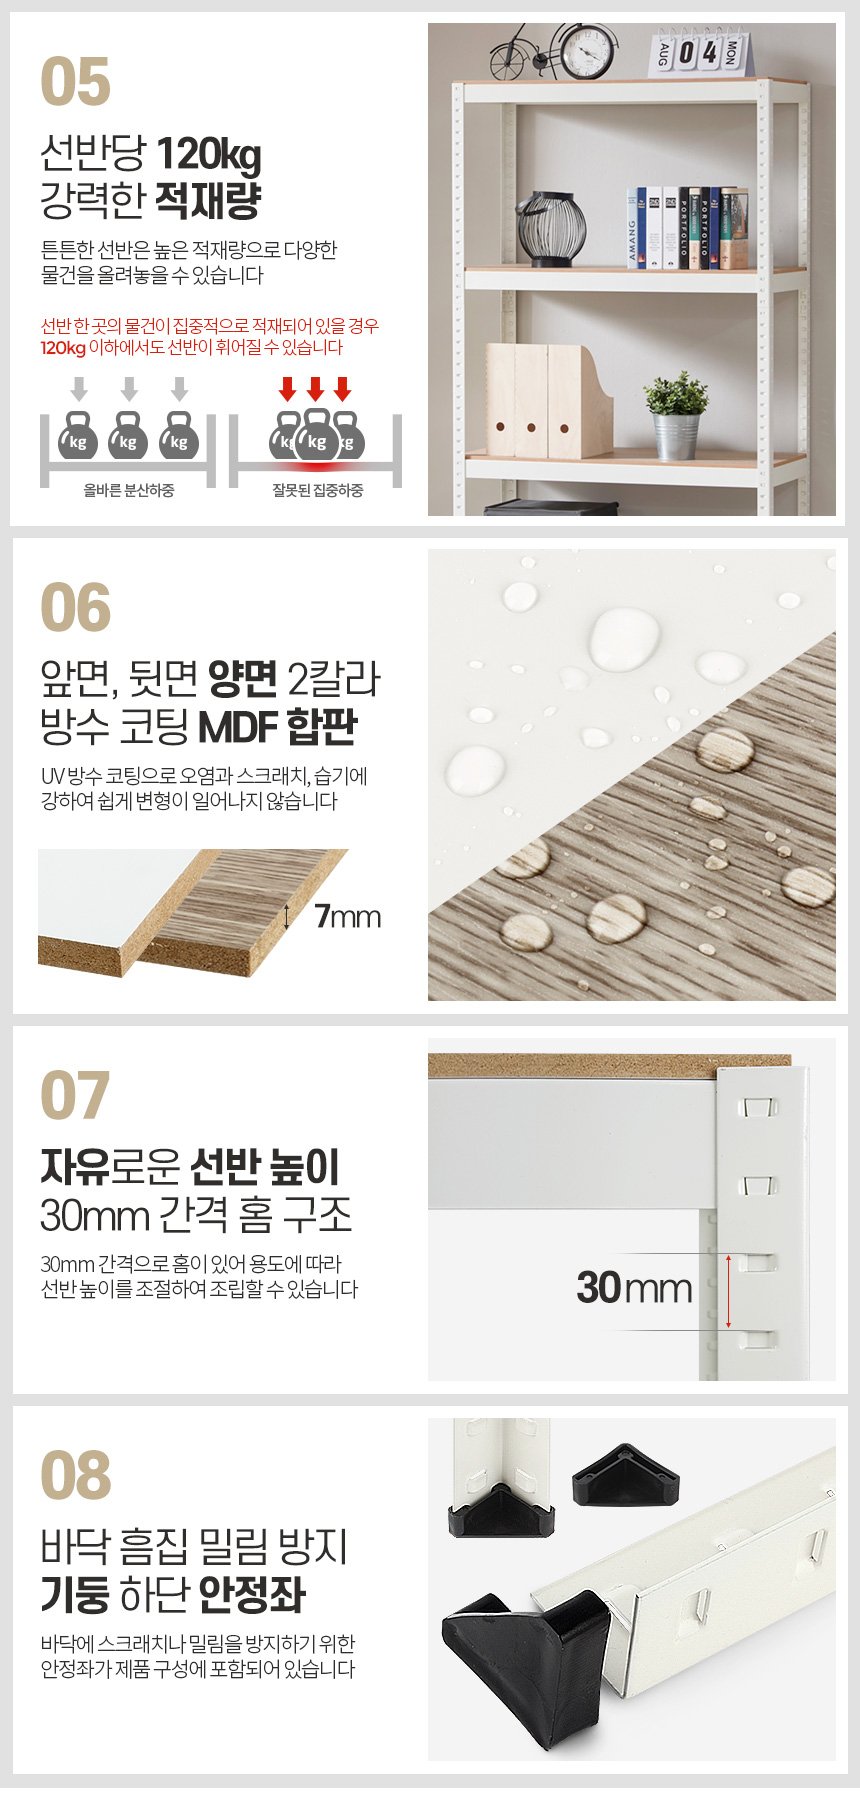 05
선반당 120kg
강력한 적재량
튼튼한 선반은 높은 적재량으로 다양한
물건을 올려놓을 수 있습니다
선반 한 곳의 물건이 집중적으로 적재되어 있을 경우
120kg 이하에서도 선반이 휘어질 수 있습니다
kg kg kg
kg kg kg
올바른 분산하중
잘못된 집중하중
AUG 04 MON
AMANG
PORTFOLIO
PORTFOLIO
06
앞면, 뒷면 양면 2칼라
방수 코팅 MDF 합판
UV 방수 코팅으로 오염과 스크래치, 습기에
강하여 쉽게 변형이 일어나지 않습니다
7mm
07
자유로운 선반 높이
30mm 간격 홈 구조
30mm 간격으로 홈이 있어 용도에 따라
선반 높이를 조절하여 조립할 수 있습니다
30mm
08
바닥 흠집 밀림 방지
기둥 하단 안정좌
바닥에 스크래치나 밀림을 방지하기 위한
안정좌가 제품 구성에 포함되어 있습니다